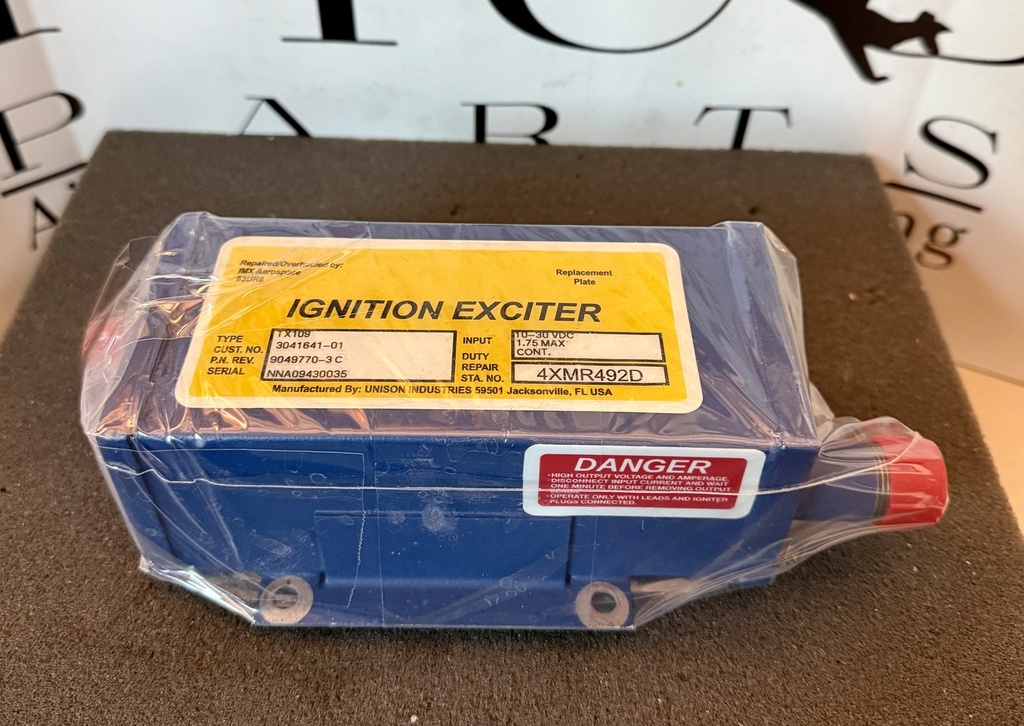 PARTS
Repaired/Overhauled by:
IMX Aerospace
53UR8
Replacement
Plate
IGNITION EXCITER
TYPE TX109
CUST. NO. 3041641-01
P.N. REV. 9049770-3 C
SERIAL NNA09430035
INPUT 10-30 VDC
1.75 MAX
DUTY CONT.
REPAIR
STA. NO. 4XMR492D
Manufactured By: UNISON INDUSTRIES 59501 Jacksonville, FL USA
DANGER
·HIGH OUTPUT VOLTAGE AND AMPERAGE.
·DISCONNECT INPUT CURRENT AND WAIT
ONE MINUTE BEFORE REMOVING OUTPUT
·OPERATE ONLY WITH LEADS AND IGNITER
PLUGS CONNECTED.